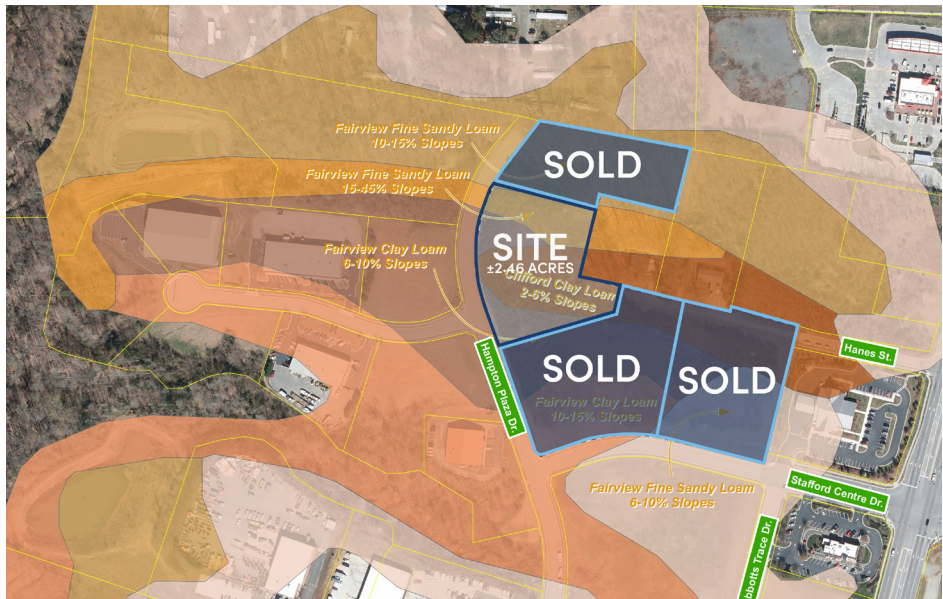 Fairview Fine Sandy Loam
10-15% Slopes
SOLD
Fairview Fine Sandy Loam
15-45% Slopes
SITE
±2.46 ACRES
Fairview Clay Loam
6-10% Slopes
Clifford Clay Loam
2-6% Slopes
Hanes St.
Hampton Plaza Dr.
SOLD
SOLD
Fairview Clay Loam
10-15% Slopes
Fairview Fine Sandy Loam
6-10% Slopes
Stafford Centre Dr.
bbotts Trace Dr.